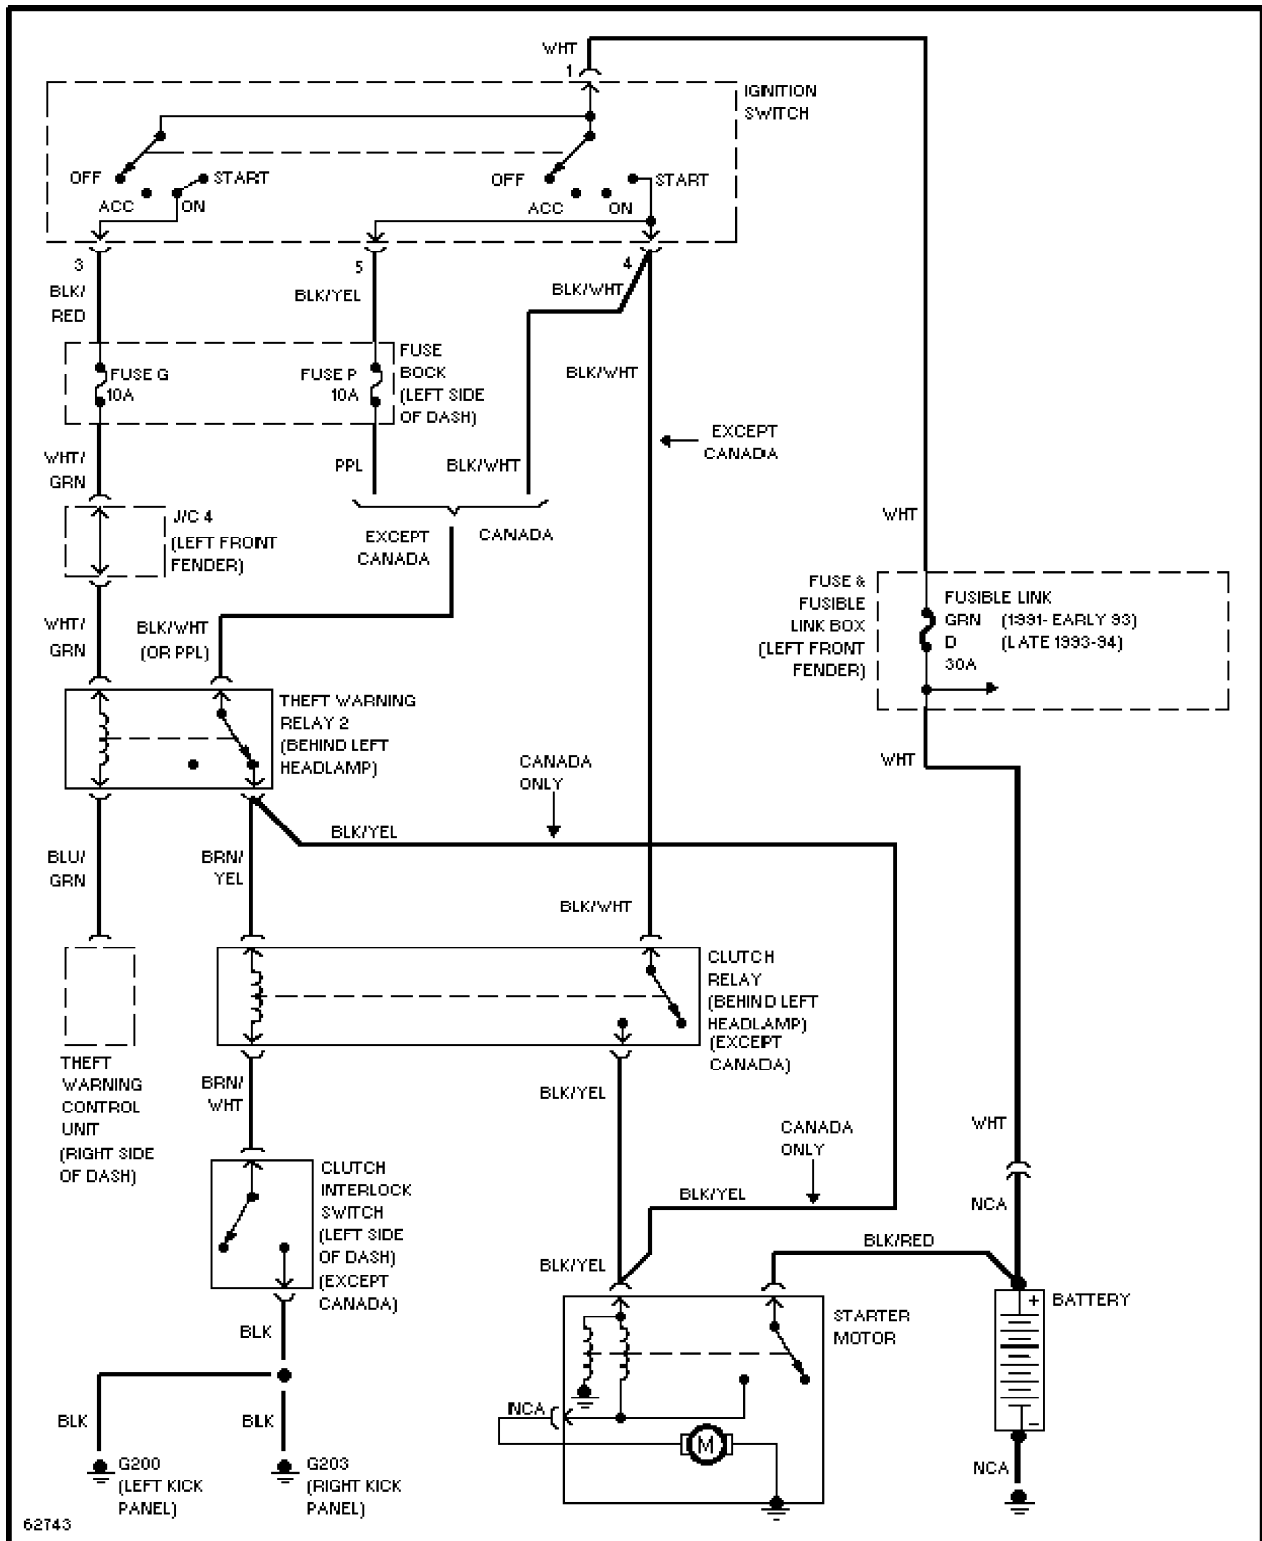 WHT
1
IGNITION
SWITCH
OFF
START
ACC
ON
OFF
START
ACC
ON
3
5
4
BLK/
RED
BLK/YEL
BLK/WHT
FUSE G
10A
FUSE P
10A
FUSE
BOCK
(LEFT SIDE
OF DASH)
BLK/WHT
EXCEPT
CANADA
WHT/
GRN
PPL
BLK/WHT
J/C 4
(LEFT FRONT
FENDER)
EXCEPT
CANADA
CANADA
WHT
FUSE &
FUSIBLE
LINK BOX
(LEFT FRONT
FENDER)
FUSIBLE LINK
GRN (1991- EARLY 93)
D (LATE 1993-94)
30A
WHT/
GRN
BLK/WHT
(OR PPL)
THEFT WARNING
RELAY 2
(BEHIND LEFT
HEADLAMP)
WHT
CANADA
ONLY
BLK/YEL
BLU/
GRN
BRN/
YEL
BLK/WHT
CLUTCH
RELAY
(BEHIND LEFT
HEADLAMP)
(EXCEPT
CANADA)
THEFT
WARNING
CONTROL
UNIT
(RIGHT SIDE
OF DASH)
BRN/
WHT
BLK/YEL
CANADA
ONLY
WHT
CLUTCH
INTERLOCK
SWITCH
(LEFT SIDE
OF DASH)
(EXCEPT
CANADA)
BLK/YEL
NCA
BLK/RED
BLK/YEL
BATTERY
+
-
STARTER
MOTOR
BLK
NCA
M
BLK
BLK
G200
(LEFT KICK
PANEL)
G203
(RIGHT KICK
PANEL)
NCA
62743